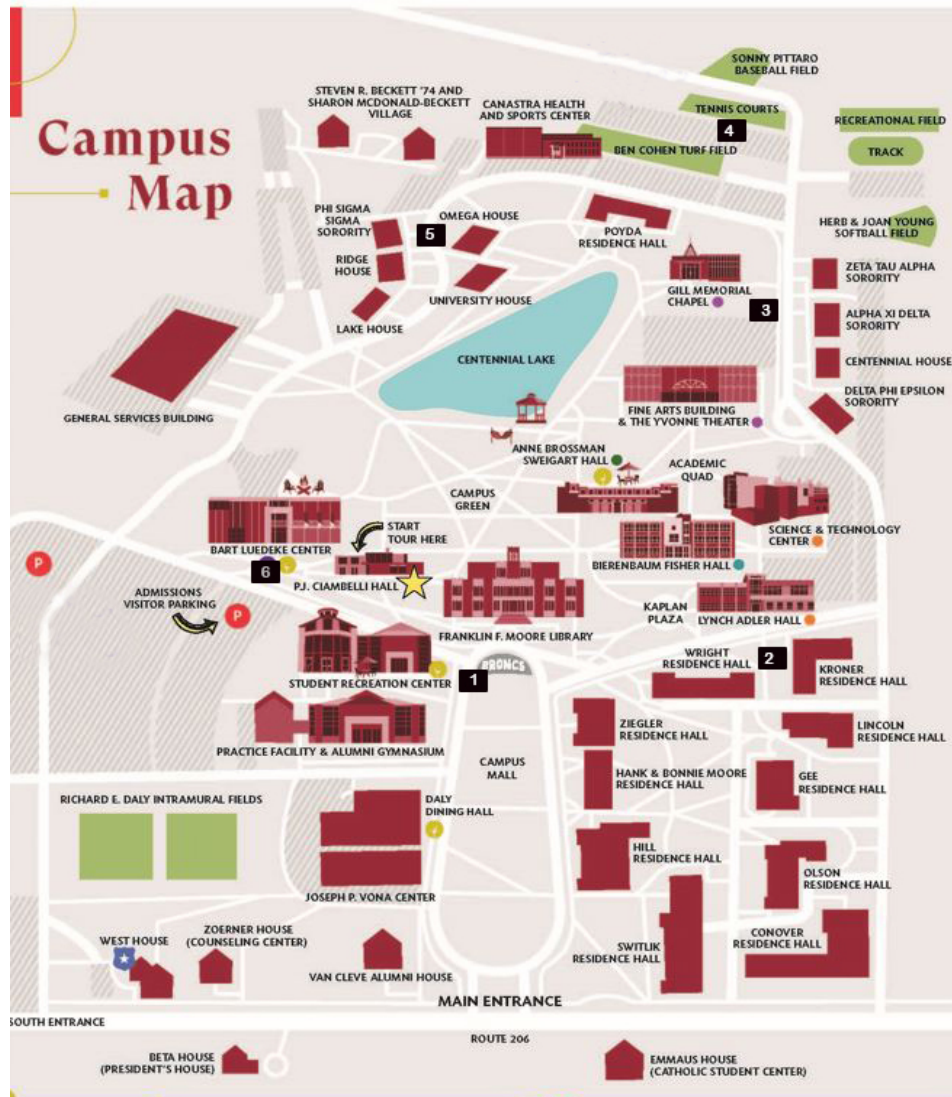 Campus
Map
SONNY PITTARO
BASEBALL FIELD
STEVEN R. BECKETT '74 AND
SHARON MCDONALD-BECKETT
VILLAGE
CANASTRA HEALTH
AND SPORTS CENTER
TENNIS COURTS
4
RECREATIONAL FIELD
BEN COHEN TURF FIELD
TRACK
PHI SIGMA
SIGMA
SORORITY
OMEGA HOUSE
5
POYDA
RESIDENCE HALL
HERB & JOAN YOUNG
SOFTBALL FIELD
RIDGE
HOUSE
UNIVERSITY HOUSE
GILL MEMORIAL
CHAPEL
3
ZETA TAU ALPHA
SORORITY
LAKE HOUSE
ALPHA XI DELTA
SORORITY
CENTENNIAL LAKE
CENTENNIAL HOUSE
GENERAL SERVICES BUILDING
FINE ARTS BUILDING
& THE YVONNE THEATER
DELTA PHI EPSILON
SORORITY
ANNE BROSSMAN
SWEIGART HALL
ACADEMIC
QUAD
CAMPUS
GREEN
START
TOUR HERE
SCIENCE & TECHNOLOGY
CENTER
BART LUEDEKE CENTER
6
P.J. CIAMBELLI HALL
BIERENBAUM FISHER HALL
P
ADMISSIONS
VISITOR PARKING
P
KAPLAN
PLAZA
LYNCH ADLER HALL
FRANKLIN F. MOORE LIBRARY
BRONCS
WRIGHT
RESIDENCE HALL
2
KRONER
RESIDENCE HALL
STUDENT RECREATION CENTER
1
ZIEGLER
RESIDENCE HALL
LINCOLN
RESIDENCE HALL
PRACTICE FACILITY & ALUMNI GYMNASIUM
CAMPUS
MALL
HANK & BONNIE MOORE
RESIDENCE HALL
GEE
RESIDENCE HALL
RICHARD E. DALY INTRAMURAL FIELDS
DALY
DINING HALL
HILL
RESIDENCE HALL
OLSON
RESIDENCE HALL
JOSEPH P. VONA CENTER
WEST HOUSE
ZOERNER HOUSE
(COUNSELING CENTER)
VAN CLEVE ALUMNI HOUSE
SWITLIK
RESIDENCE HALL
CONOVER
RESIDENCE HALL
MAIN ENTRANCE
SOUTH ENTRANCE
ROUTE 206
BETA HOUSE
(PRESIDENT'S HOUSE)
EMMAUS HOUSE
(CATHOLIC STUDENT CENTER)